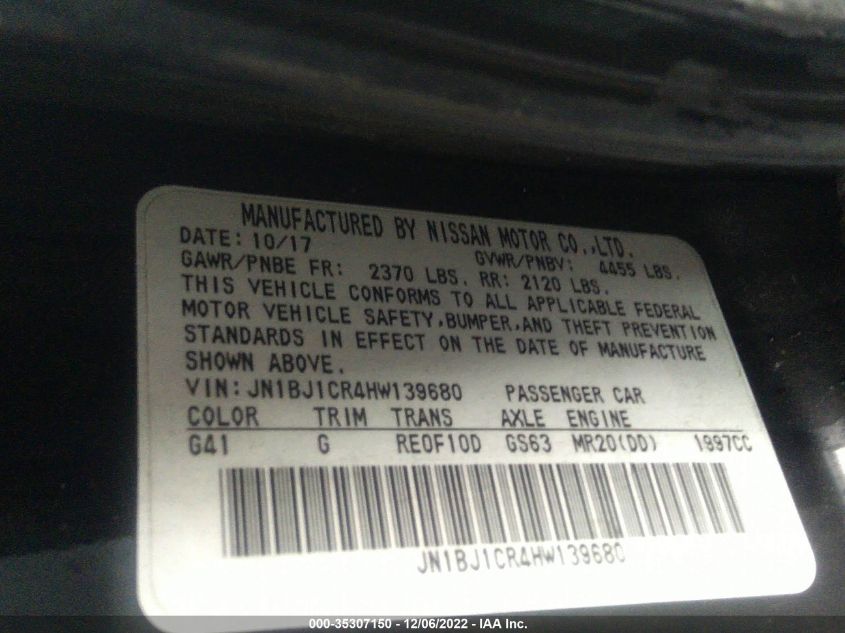 MANUFACTURED BY NISSAN MOTOR CO.,LTD.
DATE: 10/17 GVWR/PNBV: 4455 LBS.
GAWR/PNBE FR: 2370 LBS. RR: 2120 LBS.
THIS VEHICLE CONFORMS TO ALL APPLICABLE FEDERAL
MOTOR VEHICLE SAFETY,BUMPER,AND THEFT PREVENTION
STANDARDS IN EFFECT ON THE DATE OF MANUFACTURE
SHOWN ABOVE.
VIN: JN1BJ1CR4HW139680 PASSENGER CAR
COLOR TRIM TRANS AXLE ENGINE
G41 G RE0F10D GS63 MR20(DD) 1997CC
JN1BJ1CR4HW139680
000-35307150 - 12/06/2022 - IAA Inc.